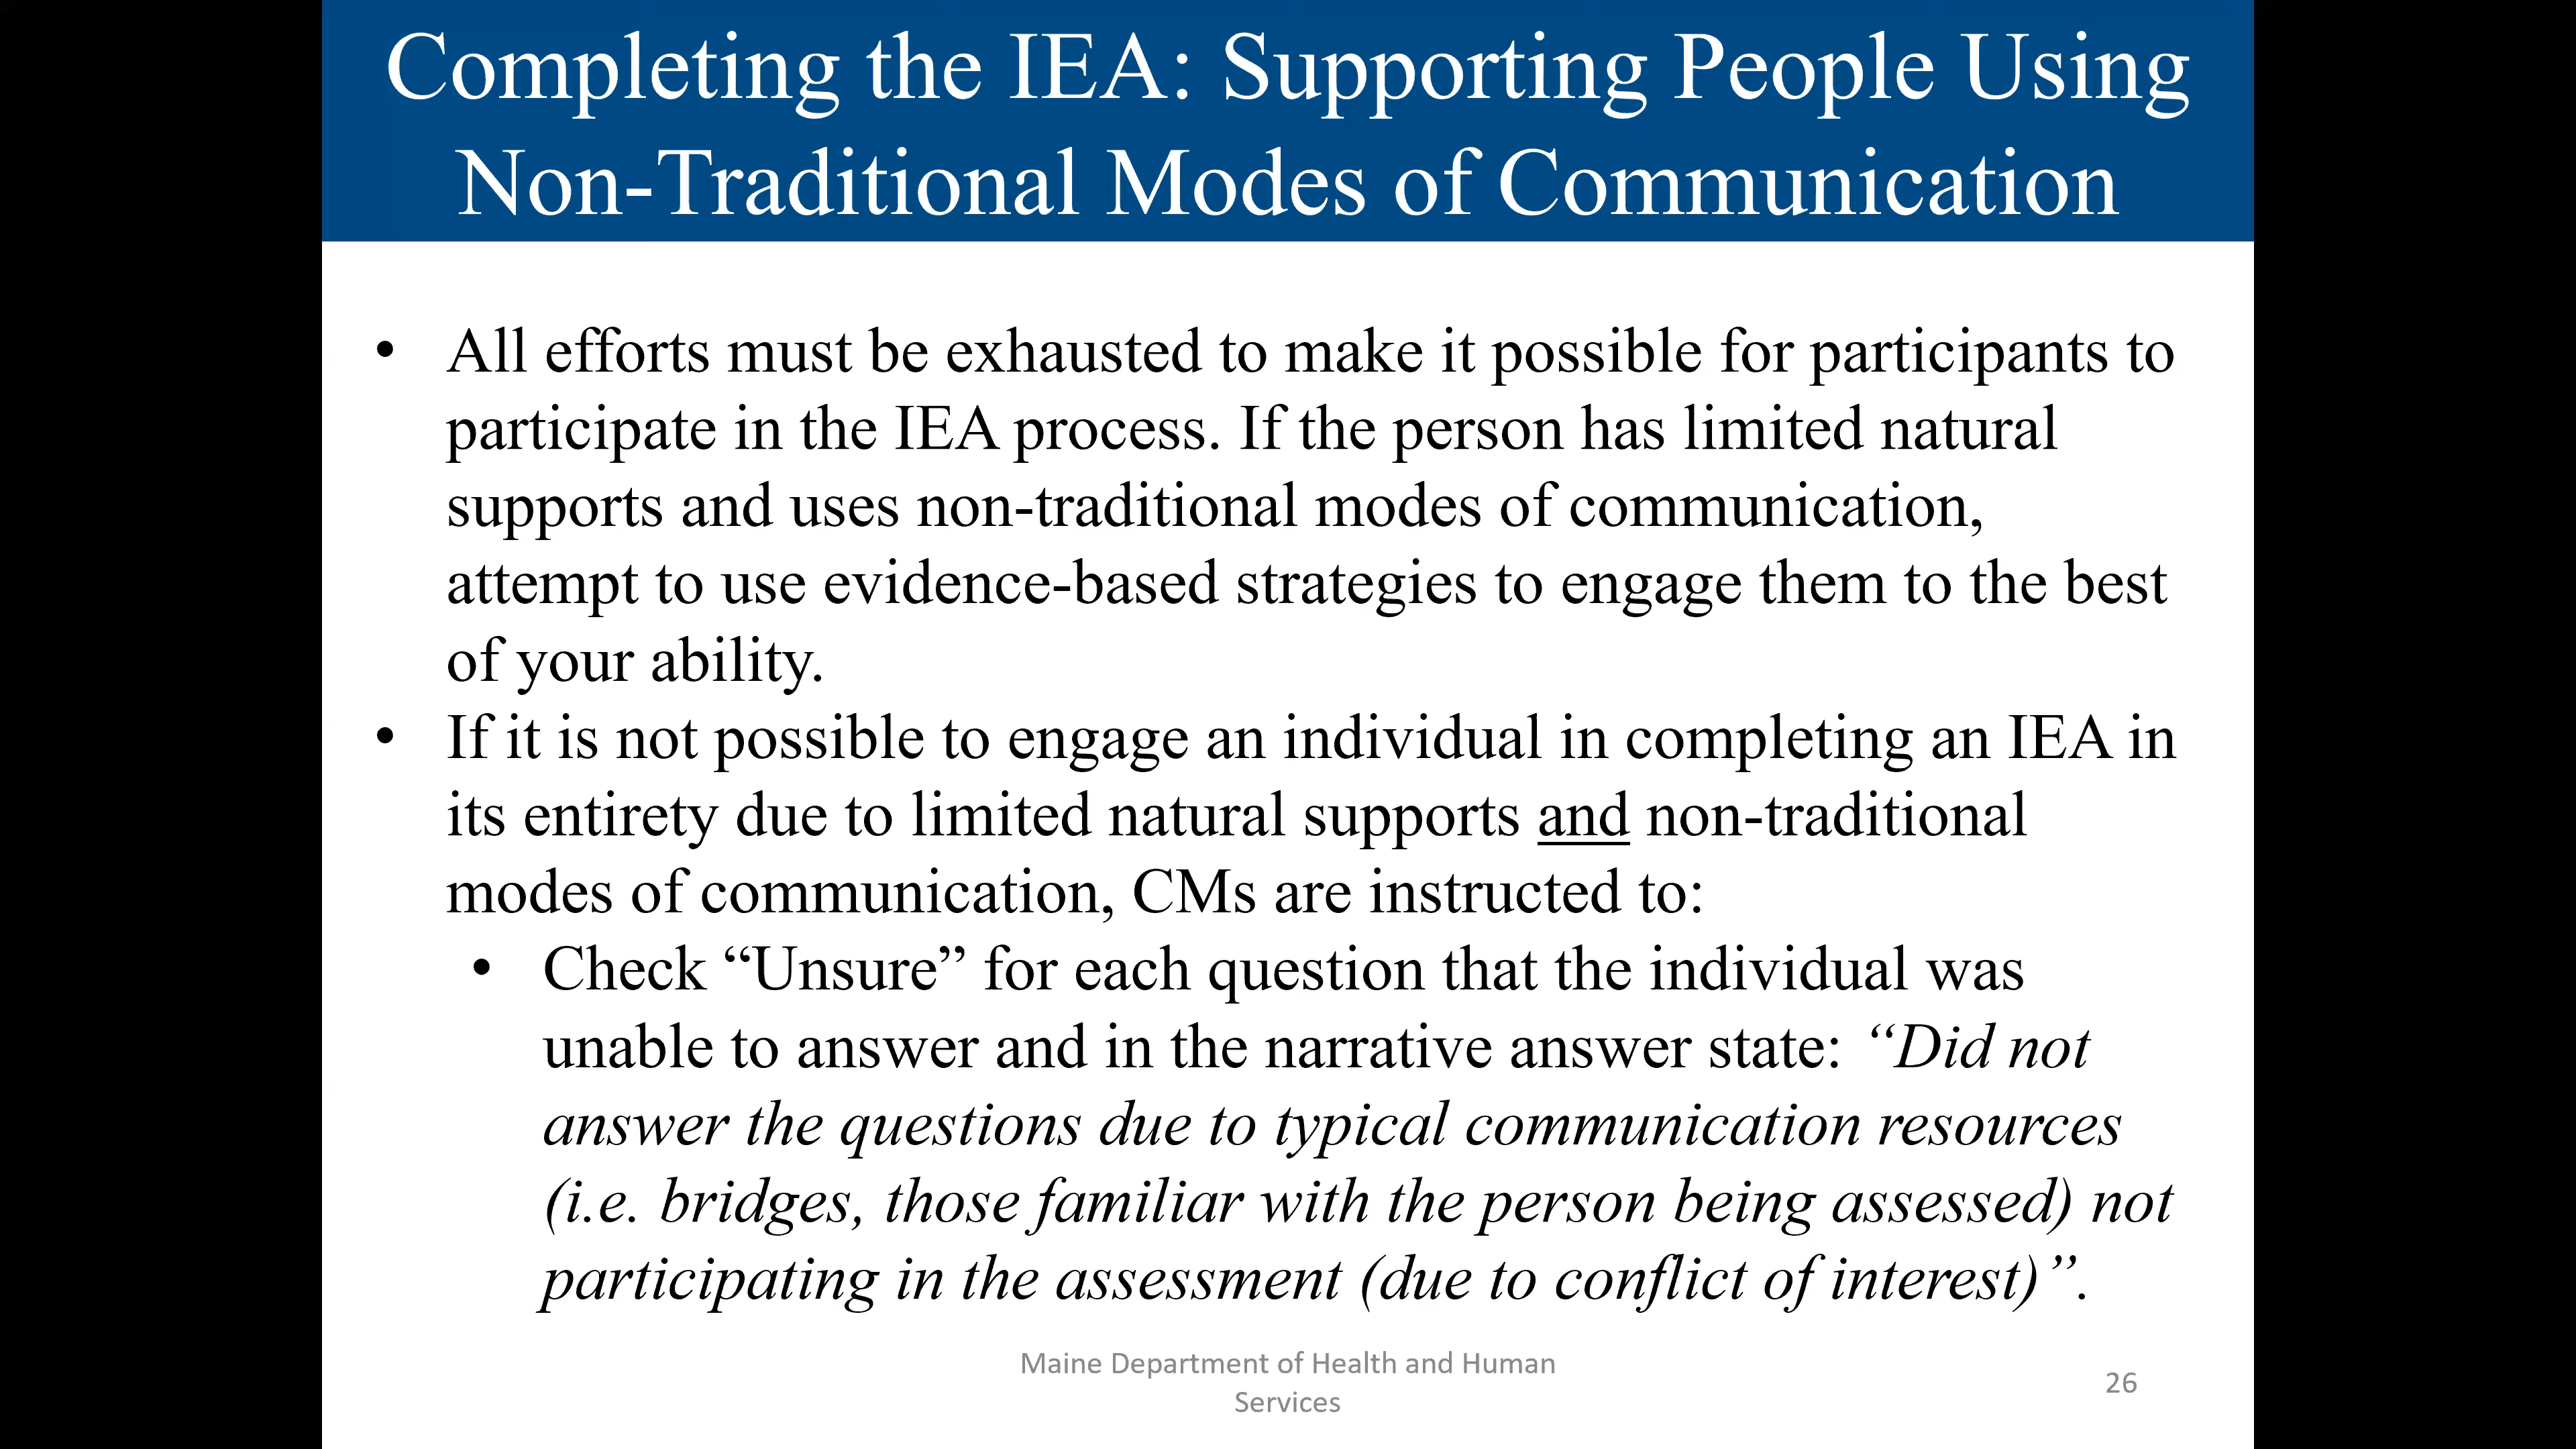 Completing the IEA: Supporting People Using
Non-Traditional Modes of Communication
• All efforts must be exhausted to make it possible for participants to
participate in the IEA process. If the person has limited natural
supports and uses non-traditional modes of communication,
attempt to use evidence-based strategies to engage them to the best
of your ability.
• If it is not possible to engage an individual in completing an IEA in
its entirety due to limited natural supports and non-traditional
modes of communication, CMs are instructed to:
• Check “Unsure” for each question that the individual was
unable to answer and in the narrative answer state: “Did not
answer the questions due to typical communication resources
(i.e. bridges, those familiar with the person being assessed) not
participating in the assessment (due to conflict of interest)”.
Maine Department of Health and Human
Services
26